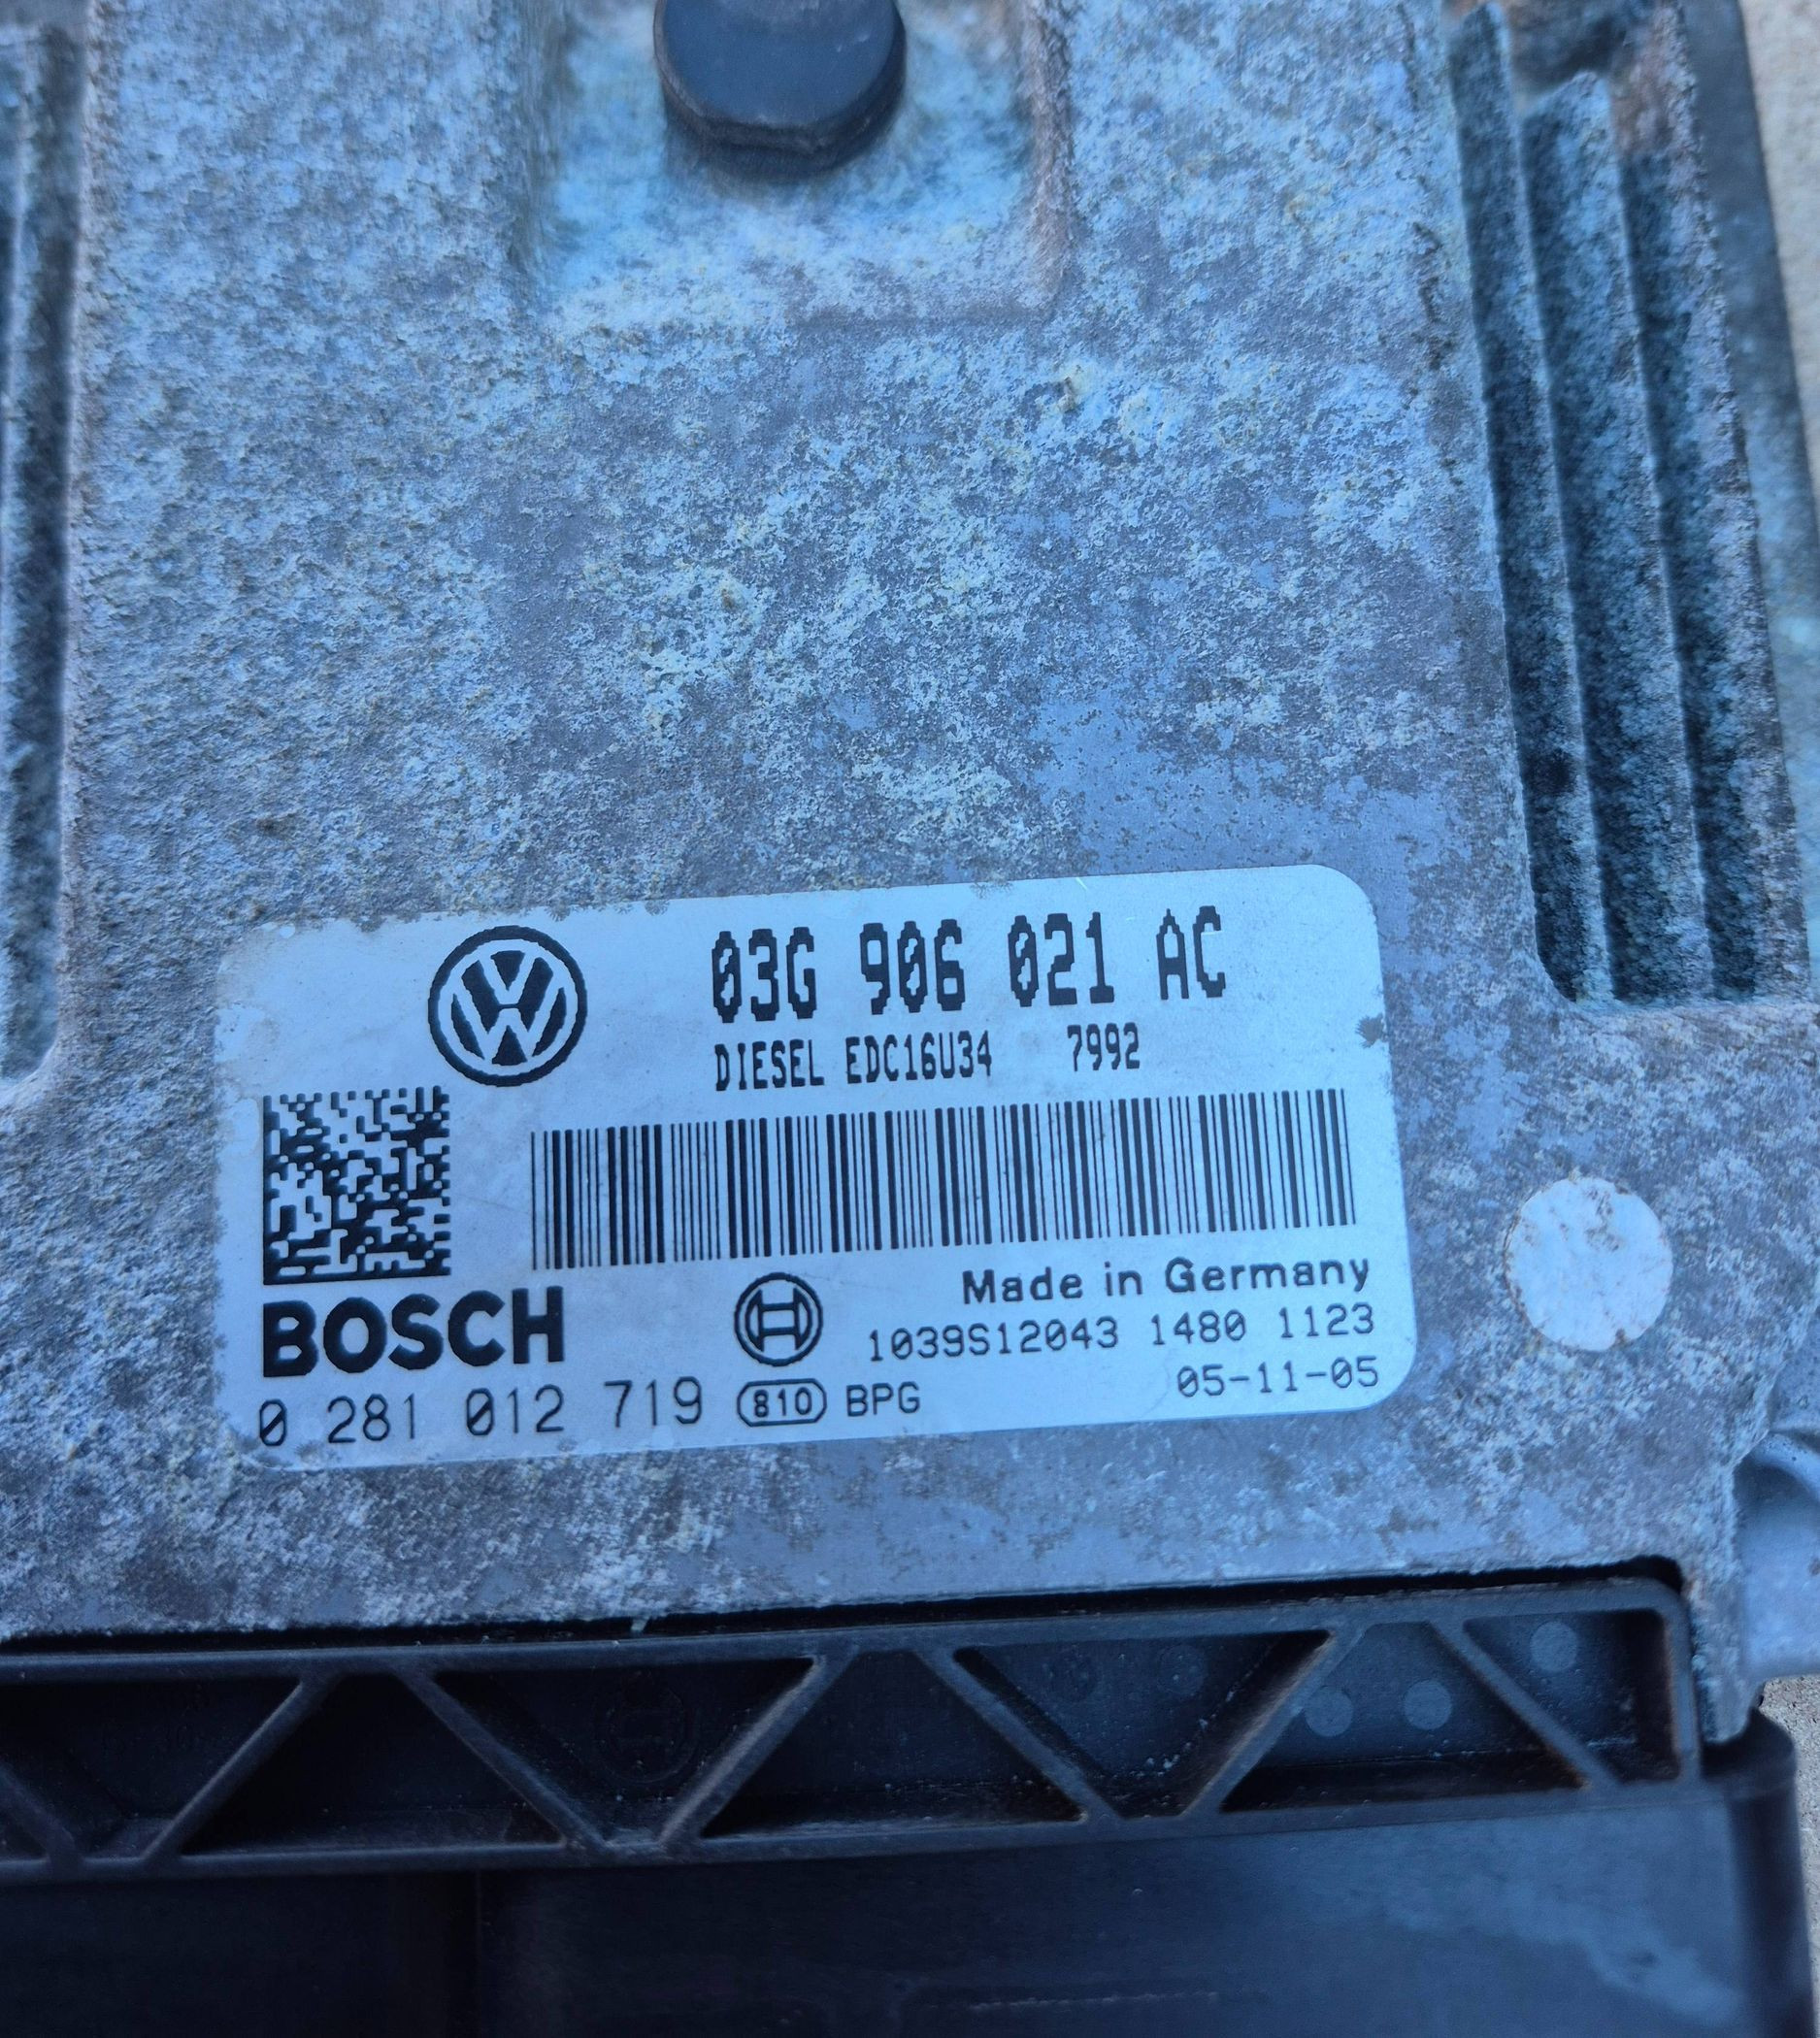 03G 906 021 AC
DIESEL EDC16U34 7992
BOSCH
Made in Germany
1039S12043 1480 1123
0 281 012 719 810 BPG 05-11-05